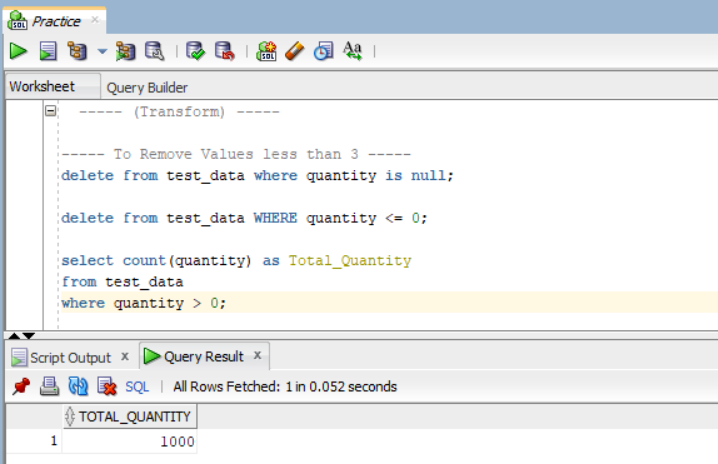 Practice
Worksheet Query Builder
----- (Transform) -----
----- To Remove Values less than 3 -----
delete from test_data where quantity is null;
delete from test_data WHERE quantity <= 0;
select count(quantity) as Total_Quantity
from test_data
where quantity > 0;
Script Output x Query Result x
SQL | All Rows Fetched: 1 in 0.052 seconds
TOTAL_QUANTITY
1 1000